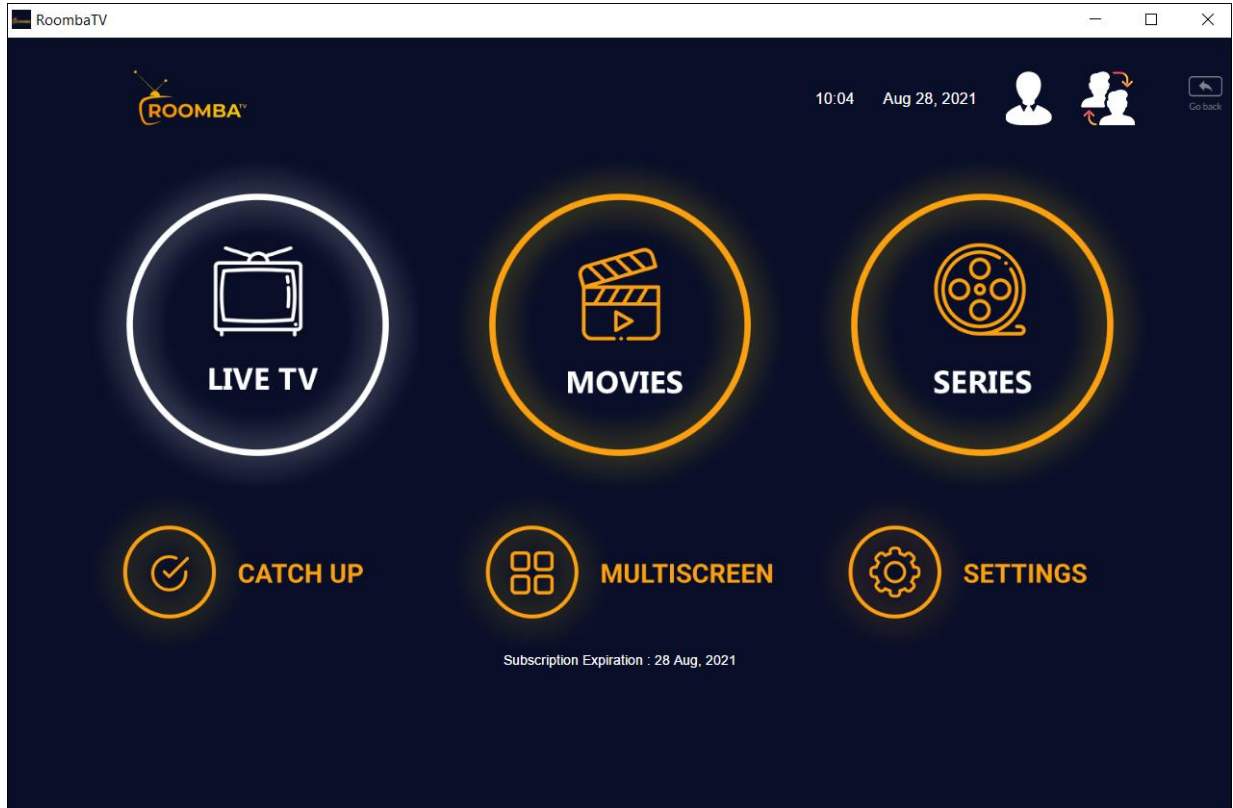 RoombaTV
ROOMBA TV
10:04 Aug 28, 2021
Go back
LIVE TV
MOVIES
SERIES
CATCH UP
MULTISCREEN
SETTINGS
Subscription Expiration : 28 Aug, 2021